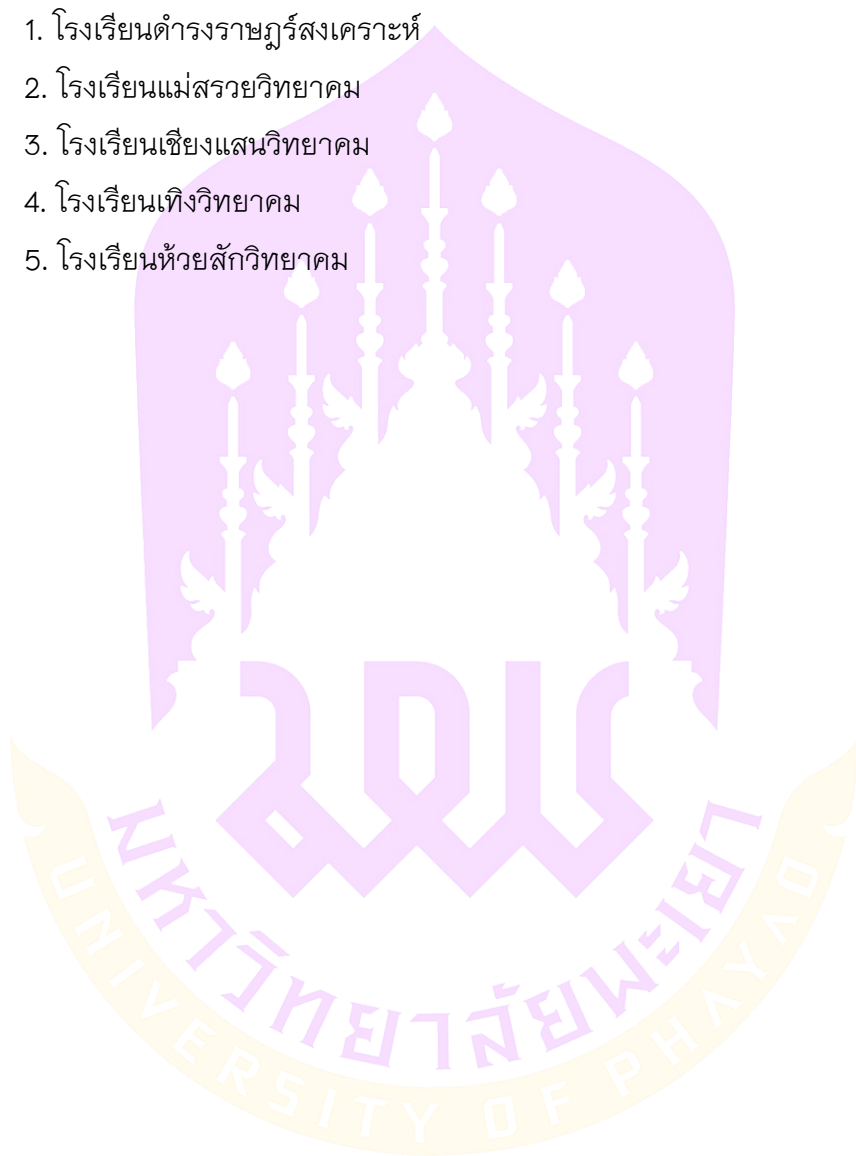 1. โรงเรียนดำรงราษฎร์สงเคราะห์
2. โรงเรียนแม่สรวยวิทยาคม
3. โรงเรียนเชียงแสนวิทยาคม
4. โรงเรียนเทิงวิทยาคม
5. โรงเรียนห้วยสักวิทยาคม
มหาวิทยาลัยพะเยา
UNIVERSITY OF PHAYAO